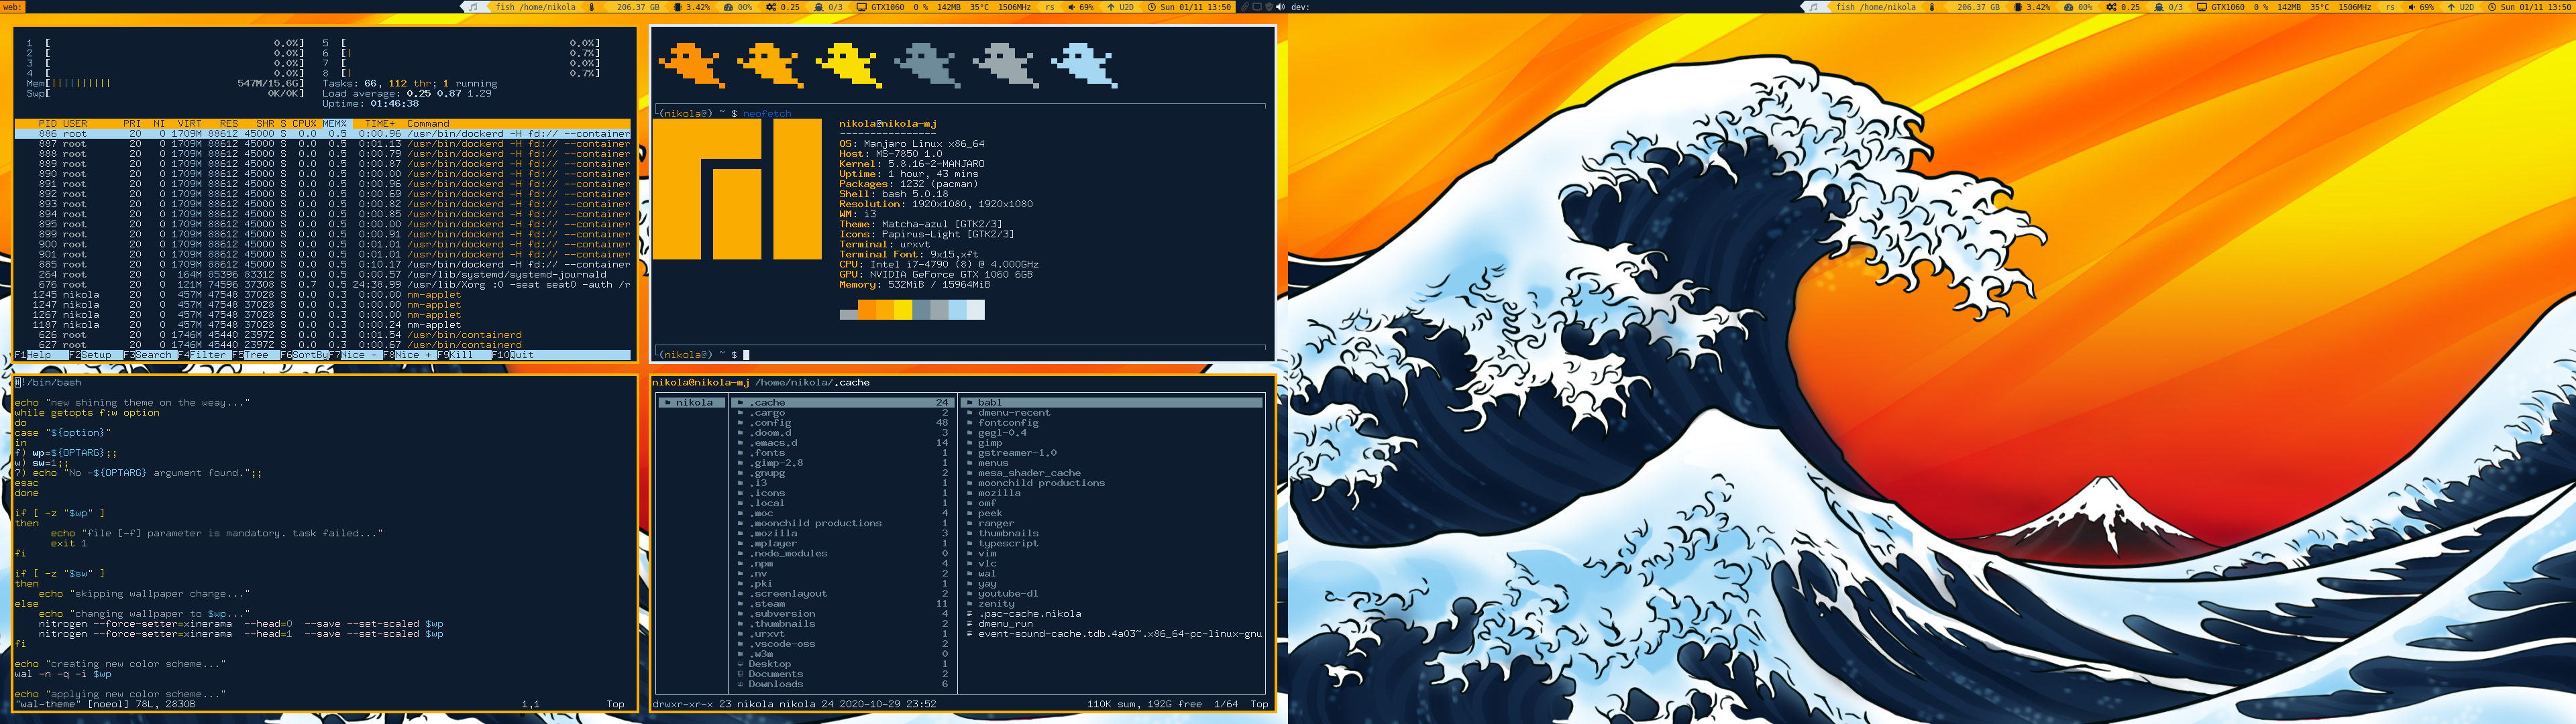 web: fish /home/nikola 206.37 GB 3.42% 00% 0.25 0/3 GTX1060 0 % 142MB 35°C 1506MHz rs 69% U2D Sun 01/11 13:50
dev: fish /home/nikola 206.37 GB 3.42% 00% 0.25 0/3 GTX1060 0 % 142MB 35°C 1506MHz rs 69% U2D Sun 01/11 13:50
1 [ 0.0%] 5 [ 0.0%]
2 [ 0.0%] 6 [| 0.7%]
3 [ 0.0%] 7 [ 0.0%]
4 [ 0.0%] 8 [| 0.7%]
Mem[|||||||||| 547M/15.6G] Tasks: 66, 112 thr; 1 running
Swp[ 0K/0K] Load average: 0.25 0.87 1.29
Uptime: 01:46:38
PID USER PRI NI VIRT RES SHR S CPU% MEM% TIME+ Command
886 root 20 0 1709M 88612 45000 S 0.0 0.5 0:00.96 /usr/bin/dockerd -H fd:// --container
887 root 20 0 1709M 88612 45000 S 0.0 0.5 0:01.13 /usr/bin/dockerd -H fd:// --container
888 root 20 0 1709M 88612 45000 S 0.0 0.5 0:00.79 /usr/bin/dockerd -H fd:// --container
889 root 20 0 1709M 88612 45000 S 0.0 0.5 0:00.87 /usr/bin/dockerd -H fd:// --container
890 root 20 0 1709M 88612 45000 S 0.0 0.5 0:00.00 /usr/bin/dockerd -H fd:// --container
891 root 20 0 1709M 88612 45000 S 0.0 0.5 0:00.96 /usr/bin/dockerd -H fd:// --container
892 root 20 0 1709M 88612 45000 S 0.0 0.5 0:00.69 /usr/bin/dockerd -H fd:// --container
893 root 20 0 1709M 88612 45000 S 0.0 0.5 0:00.82 /usr/bin/dockerd -H fd:// --container
894 root 20 0 1709M 88612 45000 S 0.0 0.5 0:00.85 /usr/bin/dockerd -H fd:// --container
895 root 20 0 1709M 88612 45000 S 0.0 0.5 0:00.00 /usr/bin/dockerd -H fd:// --container
899 root 20 0 1709M 88612 45000 S 0.0 0.5 0:00.91 /usr/bin/dockerd -H fd:// --container
900 root 20 0 1709M 88612 45000 S 0.0 0.5 0:01.01 /usr/bin/dockerd -H fd:// --container
901 root 20 0 1709M 88612 45000 S 0.0 0.5 0:01.01 /usr/bin/dockerd -H fd:// --container
885 root 20 0 1709M 88612 45000 S 0.0 0.5 0:10.17 /usr/bin/dockerd -H fd:// --container
264 root 20 0 164M 85396 83312 S 0.0 0.5 0:00.57 /usr/lib/systemd/systemd-journald
676 root 20 0 121M 74596 37308 S 0.7 0.5 24:38.99 /usr/lib/Xorg :0 -seat seat0 -auth /r
1245 nikola 20 0 457M 47548 37028 S 0.0 0.3 0:00.00 nm-applet
1247 nikola 20 0 457M 47548 37028 S 0.0 0.3 0:00.00 nm-applet
1267 nikola 20 0 457M 47548 37028 S 0.0 0.3 0:00.00 nm-applet
1187 nikola 20 0 457M 47548 37028 S 0.0 0.3 0:00.24 nm-applet
626 root 20 0 1746M 45440 23972 S 0.0 0.3 0:01.54 /usr/bin/containerd
627 root 20 0 1746M 45440 23972 S 0.0 0.3 0:00.67 /usr/bin/containerd
F1Help F2Setup F3Search F4Filter F5Tree F6SortBy F7Nice - F8Nice + F9Kill F10Quit
(nikola@) ~ $ neofetch
nikola@nikola-mj
----------------
OS: Manjaro Linux x86_64
Host: MS-7850 1.0
Kernel: 5.8.16-2-MANJARO
Uptime: 1 hour, 43 mins
Packages: 1232 (pacman)
Shell: bash 5.0.18
Resolution: 1920x1080, 1920x1080
WM: i3
Theme: Matcha-azul [GTK2/3]
Icons: Papirus-Light [GTK2/3]
Terminal: urxvt
Terminal Font: 9x15,xft
CPU: Intel i7-4790 (8) @ 4.000GHz
GPU: NVIDIA GeForce GTX 1060 6GB
Memory: 532MiB / 15964MiB
(nikola@) ~ $
#!/bin/bash
echo "new shining theme on the weay..."
while getopts f:w option
do
case "${option}"
in
f) wp=${OPTARG};;
w) sw=1;;
?) echo "No -${OPTARG} argument found.";;
esac
done
if [ -z "$wp" ]
then
echo "file [-f] parameter is mandatory. task failed..."
exit 1
fi
if [ -z "$sw" ]
then
echo "skipping wallpaper change..."
else
echo "changing wallpaper to $wp..."
nitrogen --force-setter=xinerama --head=0 --save --set-scaled $wp
nitrogen --force-setter=xinerama --head=1 --save --set-scaled $wp
fi
echo "creating new color scheme..."
wal -n -q -i $wp
echo "applying new color scheme..."
"wal-theme" [noeol] 78L, 2830B 1,1 Top
nikola@nikola-mj /home/nikola/.cache
nikola .cache 24 babl
.cargo 2 dmenu-recent
.config 48 fontconfig
.doom.d 3 gegl-0.4
.emacs.d 14 gimp
.fonts 1 gstreamer-1.0
.gimp-2.8 1 menus
.gnupg 2 mesa_shader_cache
.i3 1 moonchild productions
.icons 1 mozilla
.local 1 omf
.moc 4 peek
.moonchild productions 1 ranger
.mozilla 3 thumbnails
.mplayer 1 typescript
.node_modules 0 vim
.npm 4 vlc
.nv 2 wal
.pki 1 yay
.screenlayout 2 youtube-dl
.steam 11 zenity
.subversion 4 .pac-cache.nikola
.thumbnails 2 dmenu_run
.urxvt 1 event-sound-cache.tdb.4a03~.x86_64-pc-linux-gnu
.vscode-oss 2
.w3m 0
Desktop 1
Documents 2
Downloads 6
drwxr-xr-x 23 nikola nikola 24 2020-10-29 23:52 110K sum, 192G free 1/64 Top